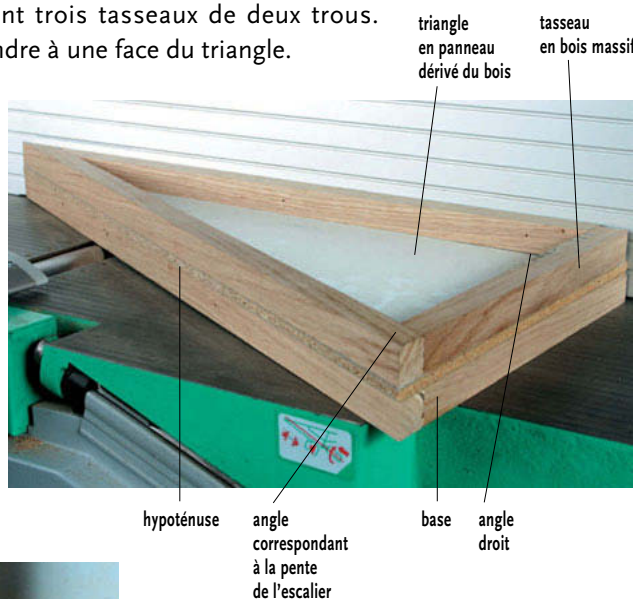 nt trois tasseaux de deux trous.
ndre à une face du triangle.
triangle
en panneau
dérivé du bois
tasseau
en bois massif
hypoténuse
angle
correspondant
à la pente
de l'escalier
base
angle
droit